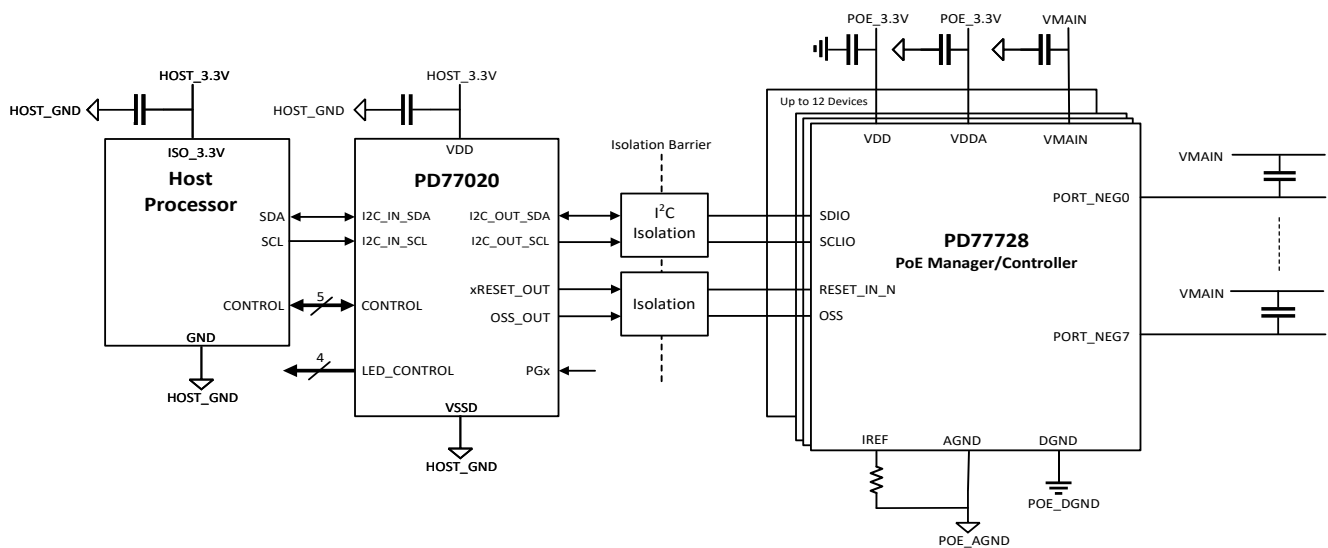 POE_3.3V
POE_3.3V
VMAIN
HOST_3.3V
HOST_3.3V
HOST_GND
HOST_GND
Up to 12 Devices
ISO_3.3V
VDD
VDD
VDDA
VMAIN
Isolation Barrier
VMAIN
Host
Processor
PD77020
PORT_NEG0
SDA
I2C_IN_SDA
I2C_OUT_SDA
I²C
Isolation
SDIO
SCL
I2C_IN_SCL
I2C_OUT_SCL
SCLIO
PD77728
PoE Manager/Controller
xRESET_OUT
RESET_IN_N
Isolation
VMAIN
CONTROL
5
CONTROL
OSS_OUT
OSS
GND
PORT_NEG7
4
LED_CONTROL
PGx
HOST_GND
VSSD
IREF
AGND
DGND
HOST_GND
POE_DGND
POE_AGND